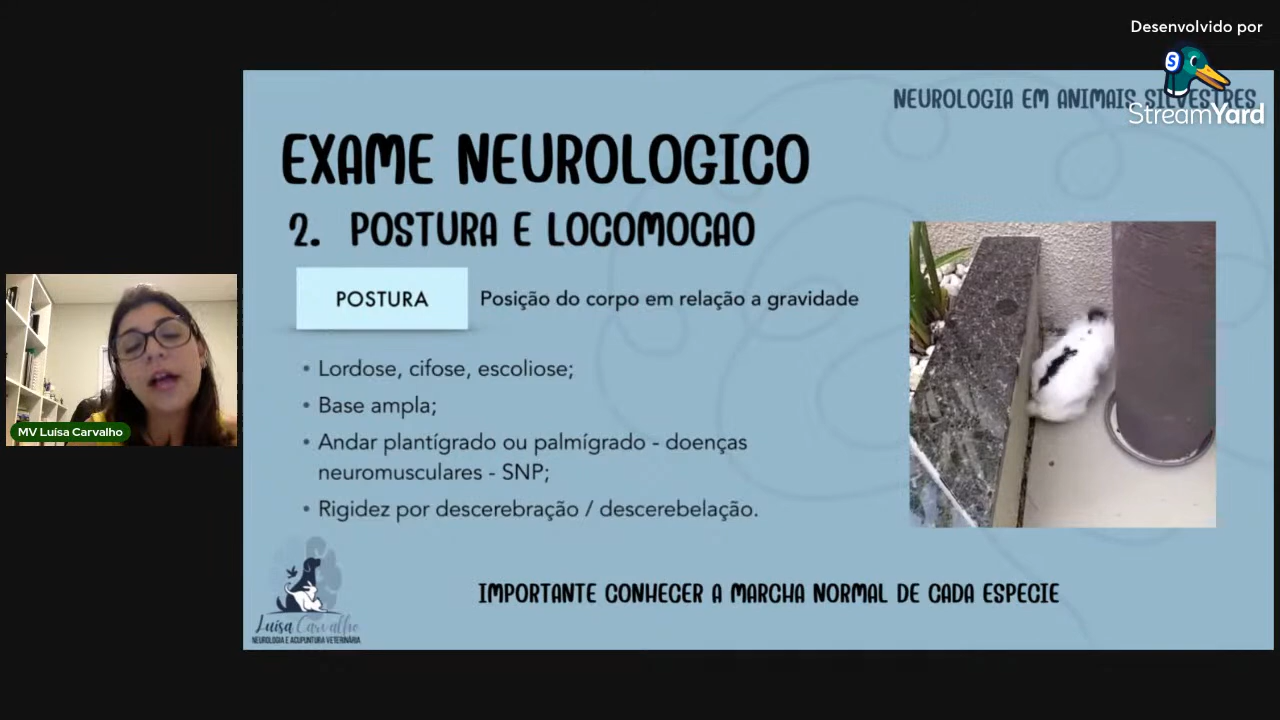 Desenvolvido por
StreamYard
NEUROLOGIA EM ANIMAIS SILVESTRES
EXAME NEUROLOGICO
2. POSTURA E LOCOMOCAO
POSTURA
Posição do corpo em relação a gravidade
• Lordose, cifose, escoliose;
• Base ampla;
• Andar plantígrado ou palmígrado - doenças
neuromusculares - SNP;
• Rigidez por descerebração / descerebelação.
MV Luísa Carvalho
IMPORTANTE CONHECER A MARCHA NORMAL DE CADA ESPECIE
Luísa Carvalho
NEUROLOGIA E ACUPUNTURA VETERINÁRIA